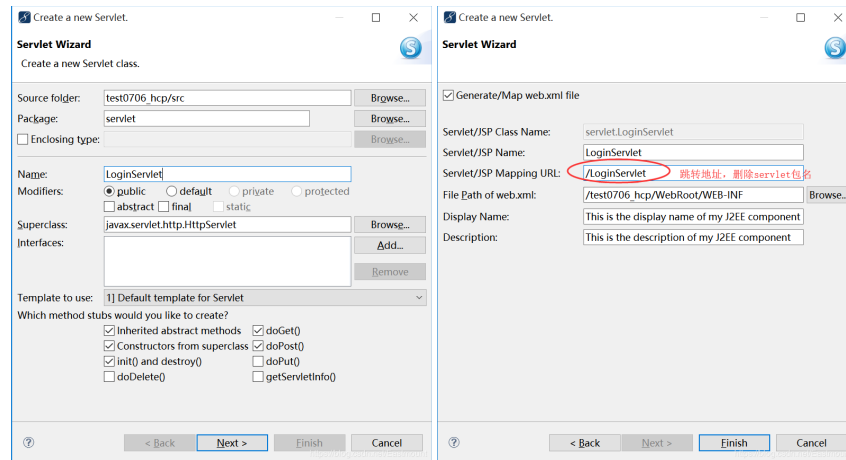 Create a new Servlet.
Servlet Wizard
Create a new Servlet class.
Source folder: test0706_hcp/src Browse...
Package: servlet Browse...
Enclosing type: Browse...
Name: LoginServlet
Modifiers: public default private protected
abstract final static
Superclass: javax.servlet.http.HttpServlet Browse...
Interfaces: Add...
Remove
Template to use: 1] Default template for Servlet
Which method stubs would you like to create?
Inherited abstract methods doGet()
Constructors from superclass doPost()
init() and destroy() doPut()
doDelete() getServletInfo()
< Back Next > Finish Cancel
Create a new Servlet.
Servlet Wizard
Generate/Map web.xml file
Servlet/JSP Class Name: servlet.LoginServlet
Servlet/JSP Name: LoginServlet
Servlet/JSP Mapping URL: /LoginServlet 跳转地址，删除servlet包名
File Path of web.xml: /test0706_hcp/WebRoot/WEB-INF Browse...
Display Name: This is the display name of my J2EE component
Description: This is the description of my J2EE component
< Back Next > Finish Cancel